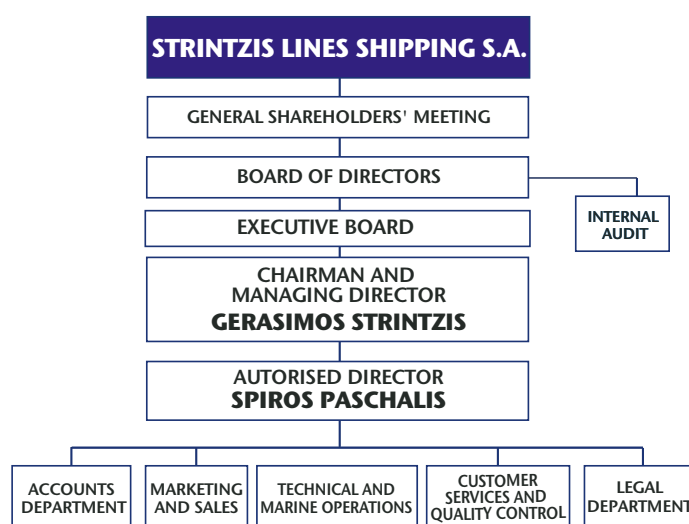 STRINTZIS LINES SHIPPING S.A.
GENERAL SHAREHOLDERS' MEETING
BOARD OF DIRECTORS
INTERNAL
AUDIT
EXECUTIVE BOARD
CHAIRMAN AND
MANAGING DIRECTOR
GERASIMOS STRINTZIS
AUTORISED DIRECTOR
SPIROS PASCHALIS
ACCOUNTS
DEPARTMENT
MARKETING
AND SALES
TECHNICAL AND
MARINE OPERATIONS
CUSTOMER
SERVICES AND
QUALITY CONTROL
LEGAL
DEPARTMENT